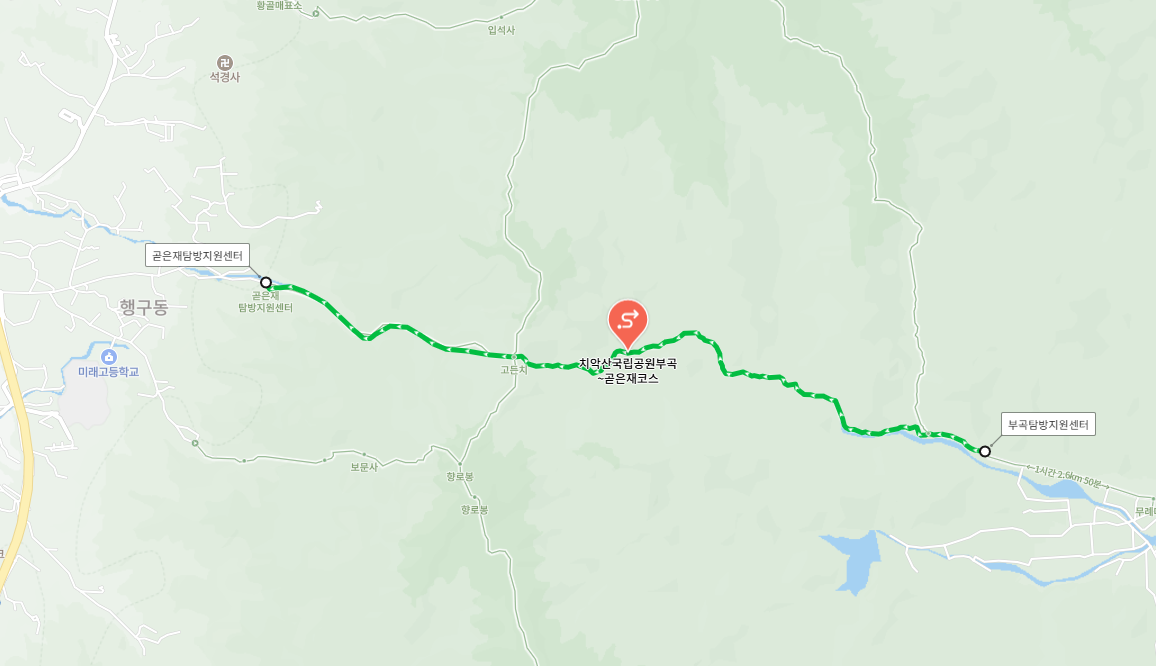 황골매표소
입석사
석경사
곧은재탐방지원센터
곧은재
탐방지원센터
행구동
미래고등학교
고든치
치악산국립공원부곡
~곧은재코스
부곡탐방지원센터
보문사
향로봉
향로봉
←1시간 2.6km 50분→